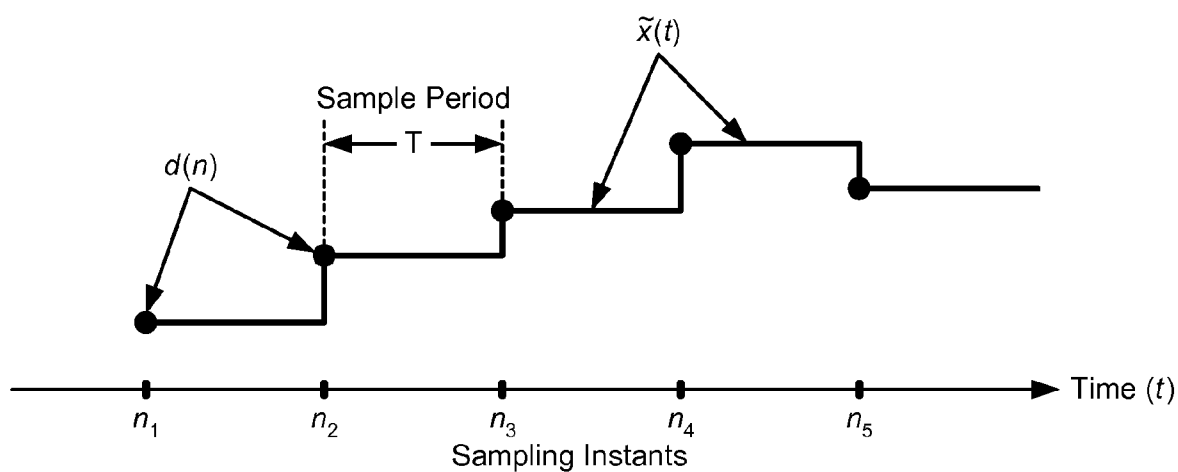 x̃(t)
Sample Period
T
d(n)
Time (t)
n₁ n₂ n₃ n₄ n₅
Sampling Instants